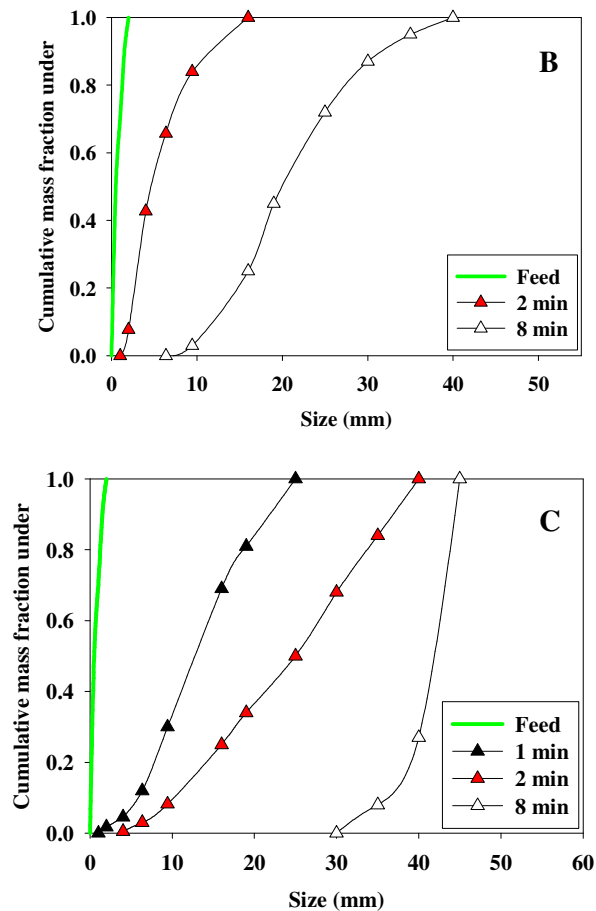 1.0
0.8
0.6
0.4
0.2
0.0
Cumulative mass fraction under
B
Feed
2 min
8 min
0 10 20 30 40 50
Size (mm)
1.0
0.8
0.6
0.4
0.2
0.0
Cumulative mass fraction under
C
Feed
1 min
2 min
8 min
0 10 20 30 40 50 60
Size (mm)